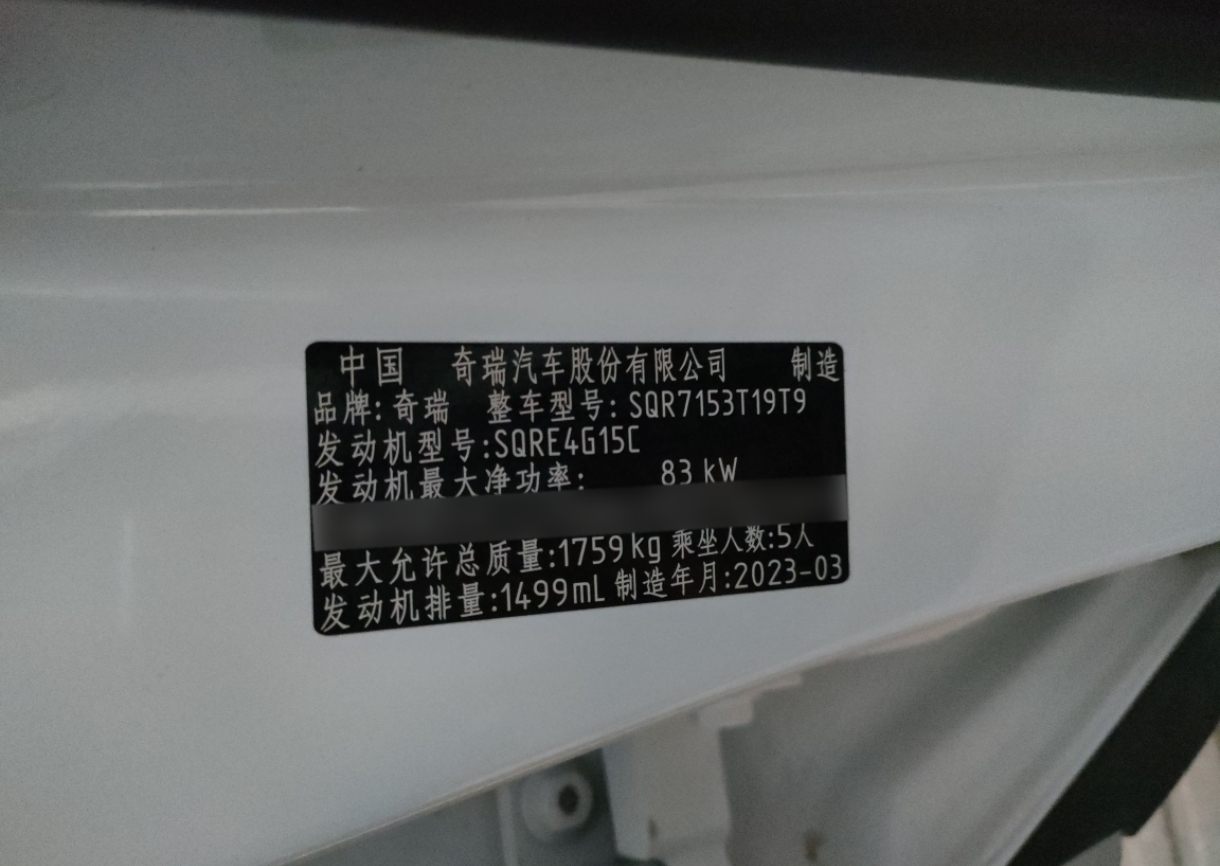 中国 奇瑞汽车股份有限公司 制造
品牌:奇瑞 整车型号:SQR7153T19T9
发动机型号:SQRE4G15C
发动机最大净功率: 83 kW
最大允许总质量:1759kg 乘坐人数:5人
发动机排量:1499mL 制造年月:2023-03